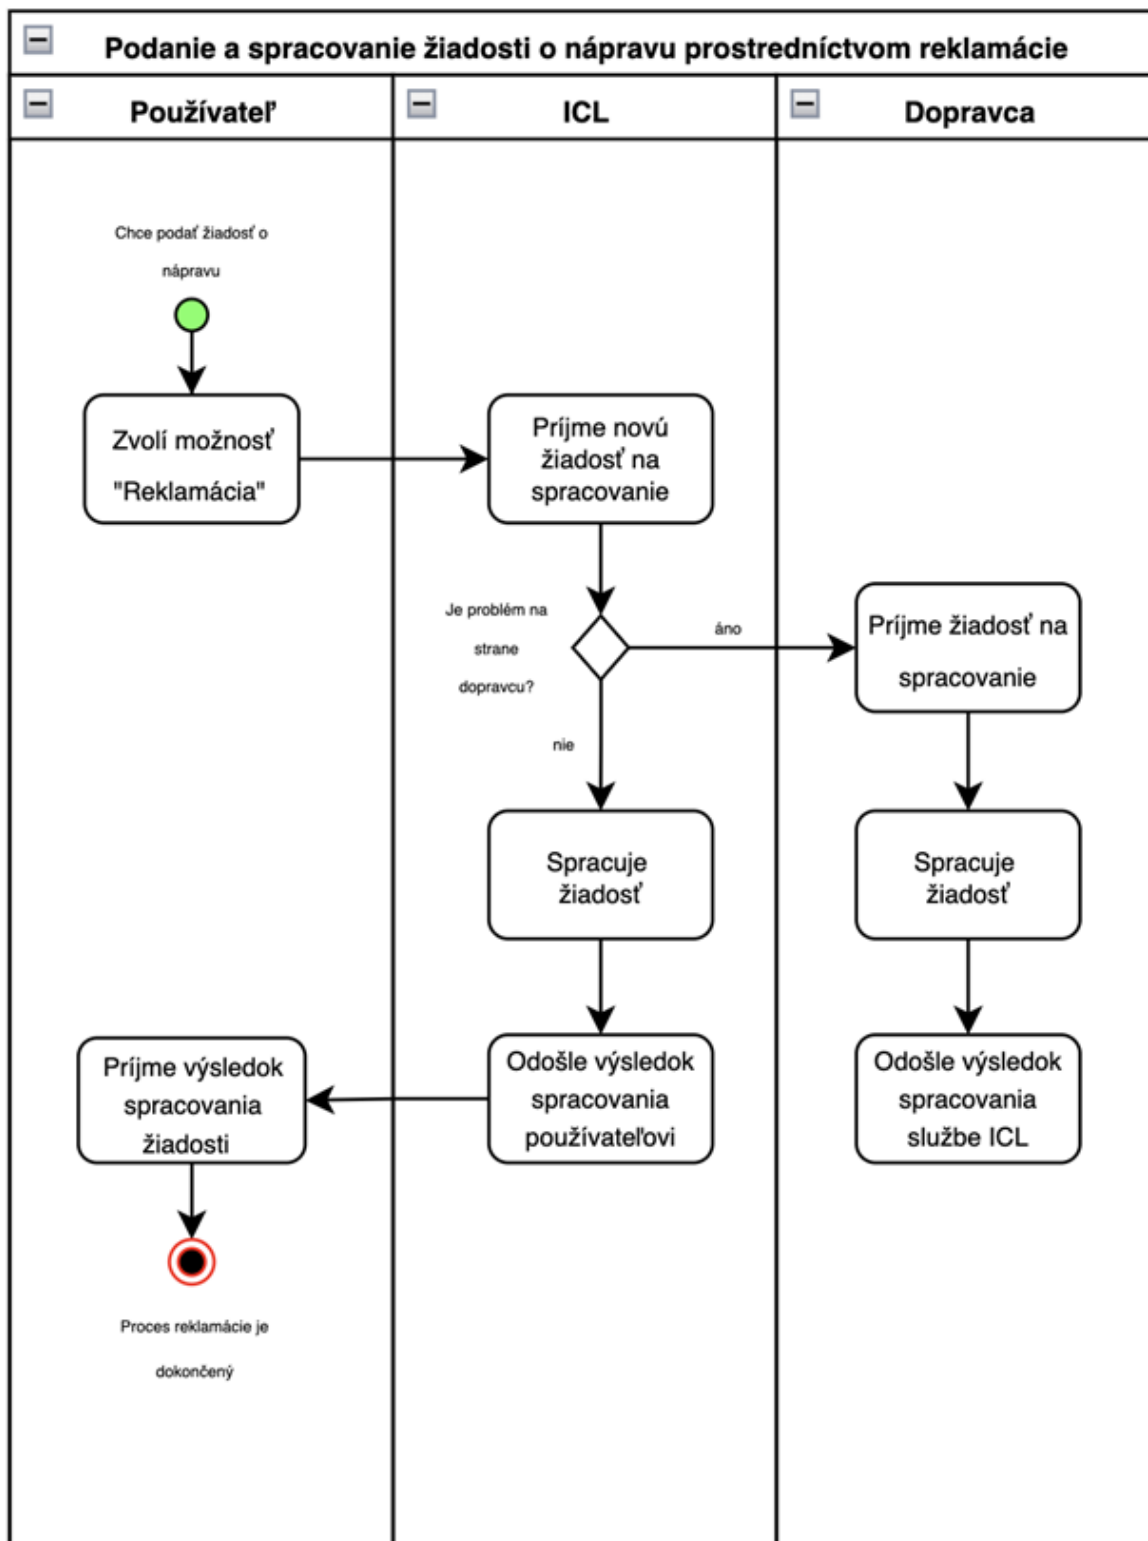 Podanie a spracovanie žiadosti o nápravu prostredníctvom reklamácie
Používateľ
ICL
Dopravca
Chce podať žiadosť o
nápravu
Zvolí možnosť
"Reklamácia"
Príjme novú
žiadosť na
spracovanie
Je problém na
strane
dopravcu?
áno
nie
Príjme žiadosť na
spracovanie
Spracuje
žiadosť
Spracuje
žiadosť
Odošle výsledok
spracovania
používateľovi
Odošle výsledok
spracovania
službe ICL
Príjme výsledok
spracovania
žiadosti
Proces reklamácie je
dokončený